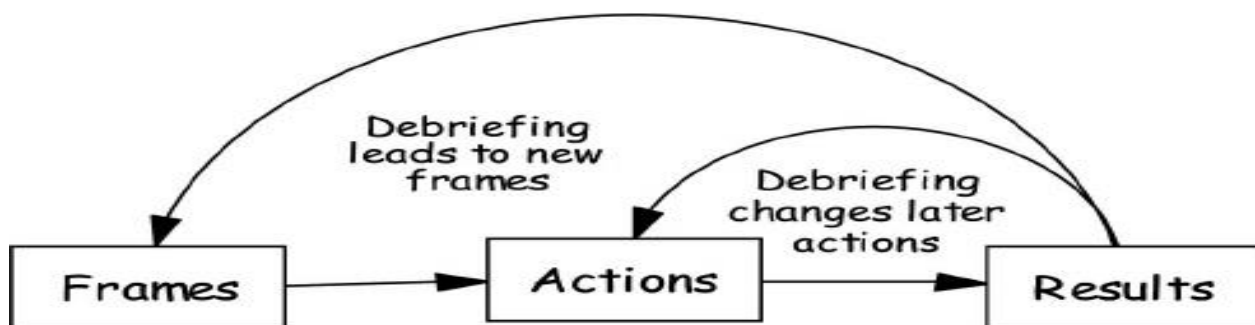 Debriefing
leads to new
frames
Debriefing
changes later
actions
Frames
Actions
Results